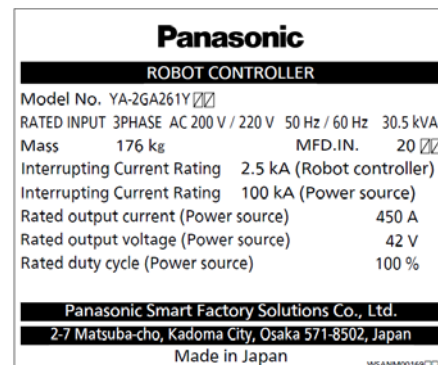 Panasonic
ROBOT CONTROLLER
Model No. YA-2GA261Y〼〼
RATED INPUT 3PHASE AC 200 V / 220 V 50 Hz / 60 Hz 30.5 kVA
Mass 176 kg MFD.IN. 20 〼〼
Interrupting Current Rating 2.5 kA (Robot controller)
Interrupting Current Rating 100 kA (Power source)
Rated output current (Power source) 450 A
Rated output voltage (Power source) 42 V
Rated duty cycle (Power source) 100 %
Panasonic Smart Factory Solutions Co., Ltd.
2-7 Matsuba-cho, Kadoma City, Osaka 571-8502, Japan
Made in Japan